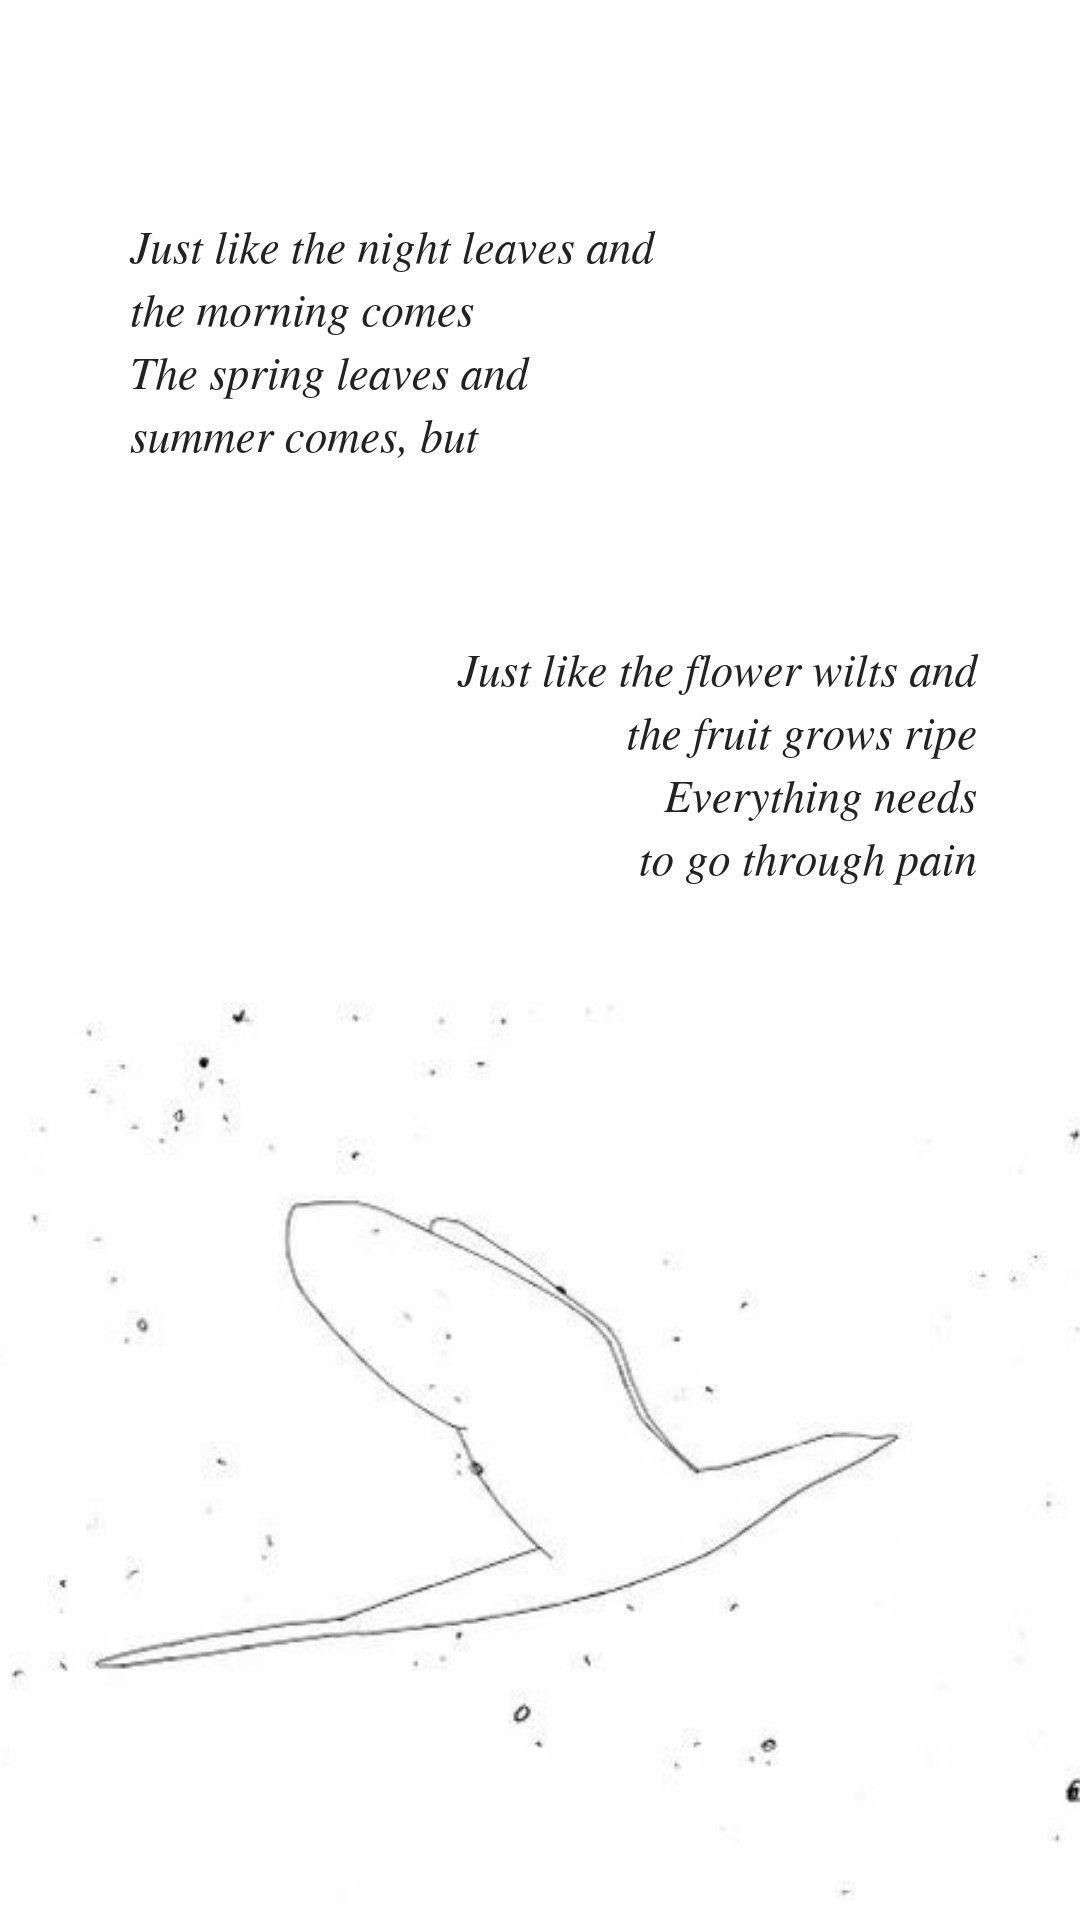 Just like the night leaves and
the morning comes
The spring leaves and
summer comes, but
Just like the flower wilts and
the fruit grows ripe
Everything needs
to go through pain